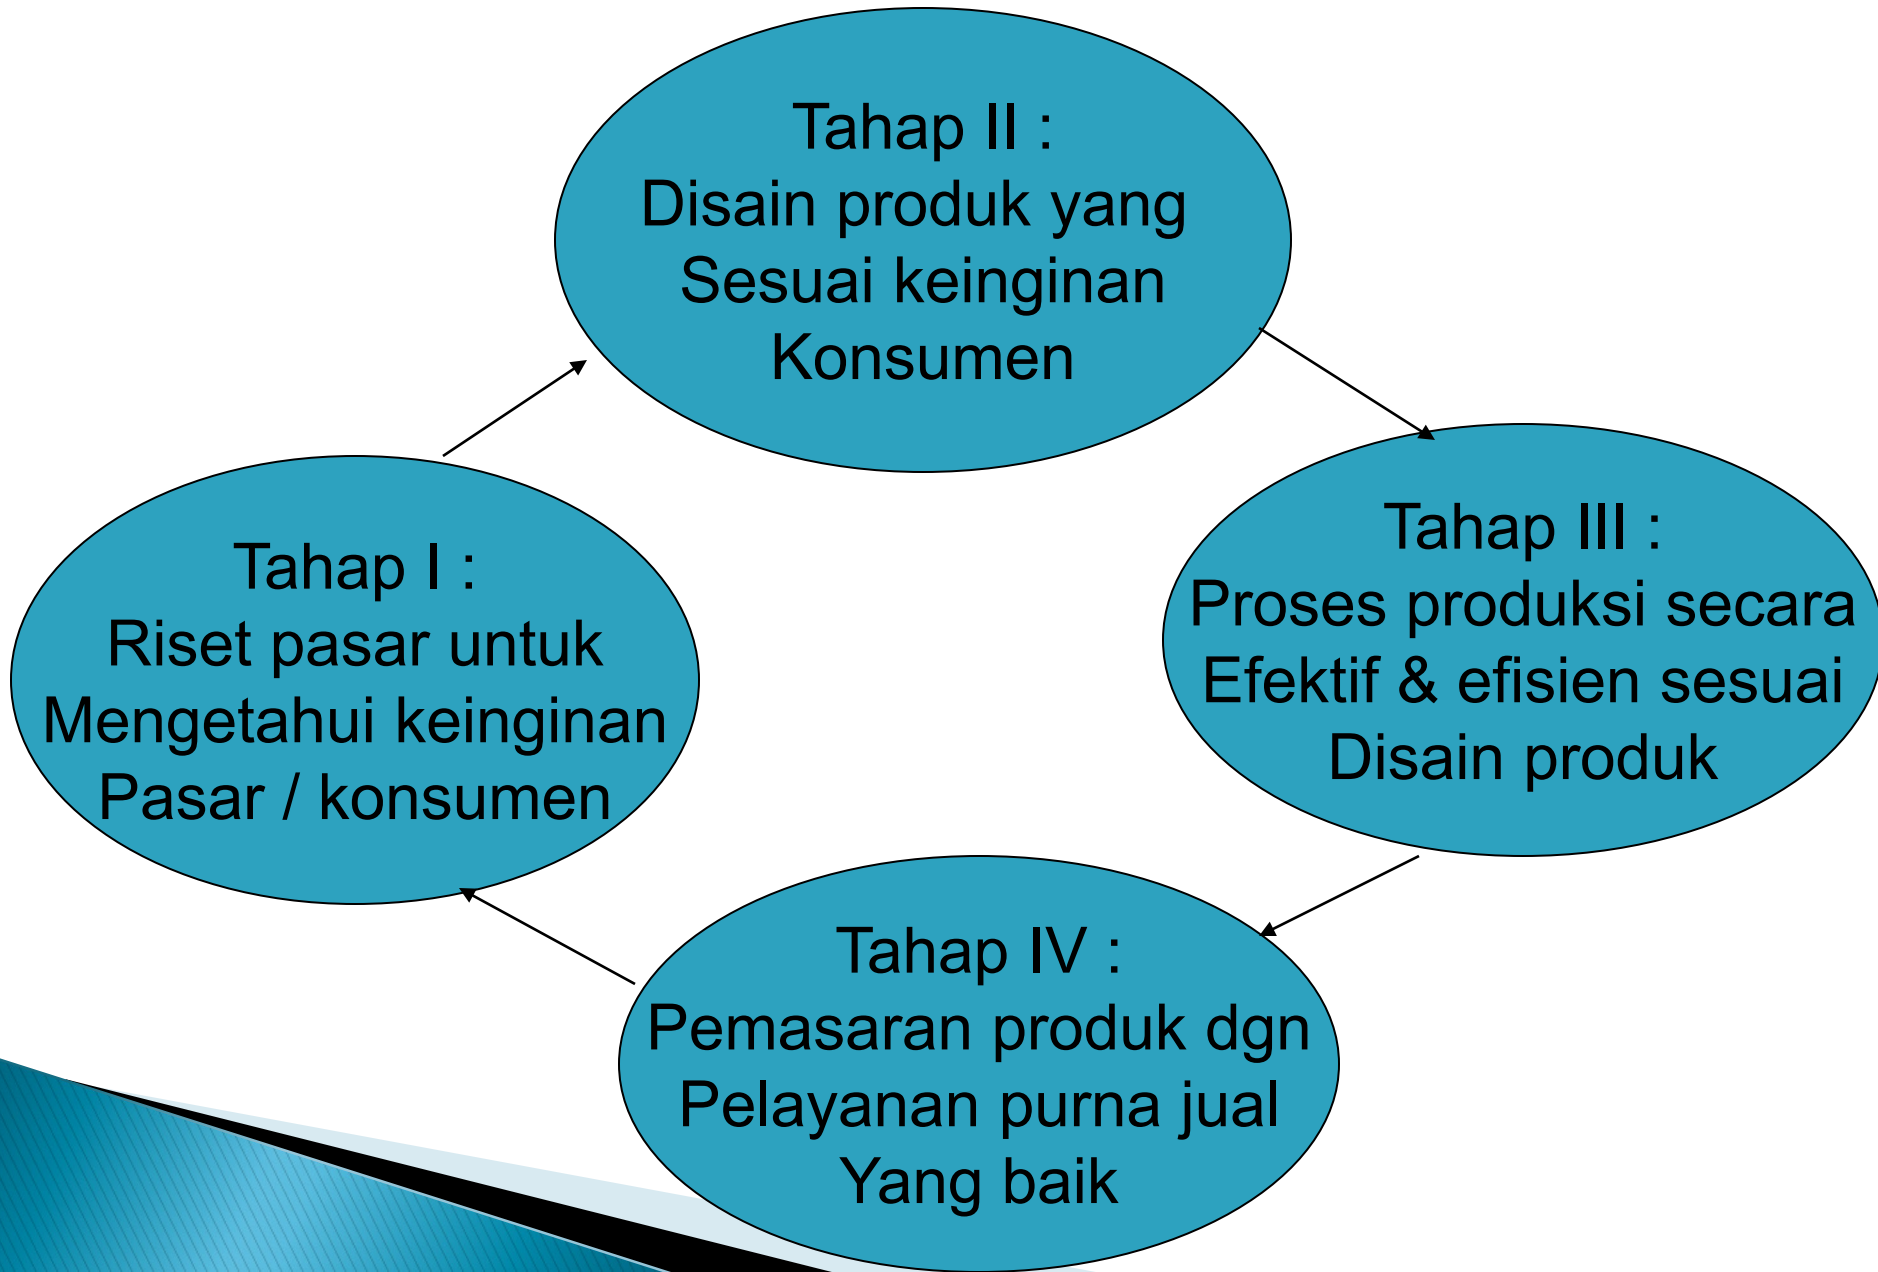 Tahap II :
Disain produk yang
Sesuai keinginan
Konsumen
Tahap I :
Riset pasar untuk
Mengetahui keinginan
Pasar / konsumen
Tahap III :
Proses produksi secara
Efektif & efisien sesuai
Disain produk
Tahap IV :
Pemasaran produk dgn
Pelayanan purna jual
Yang baik